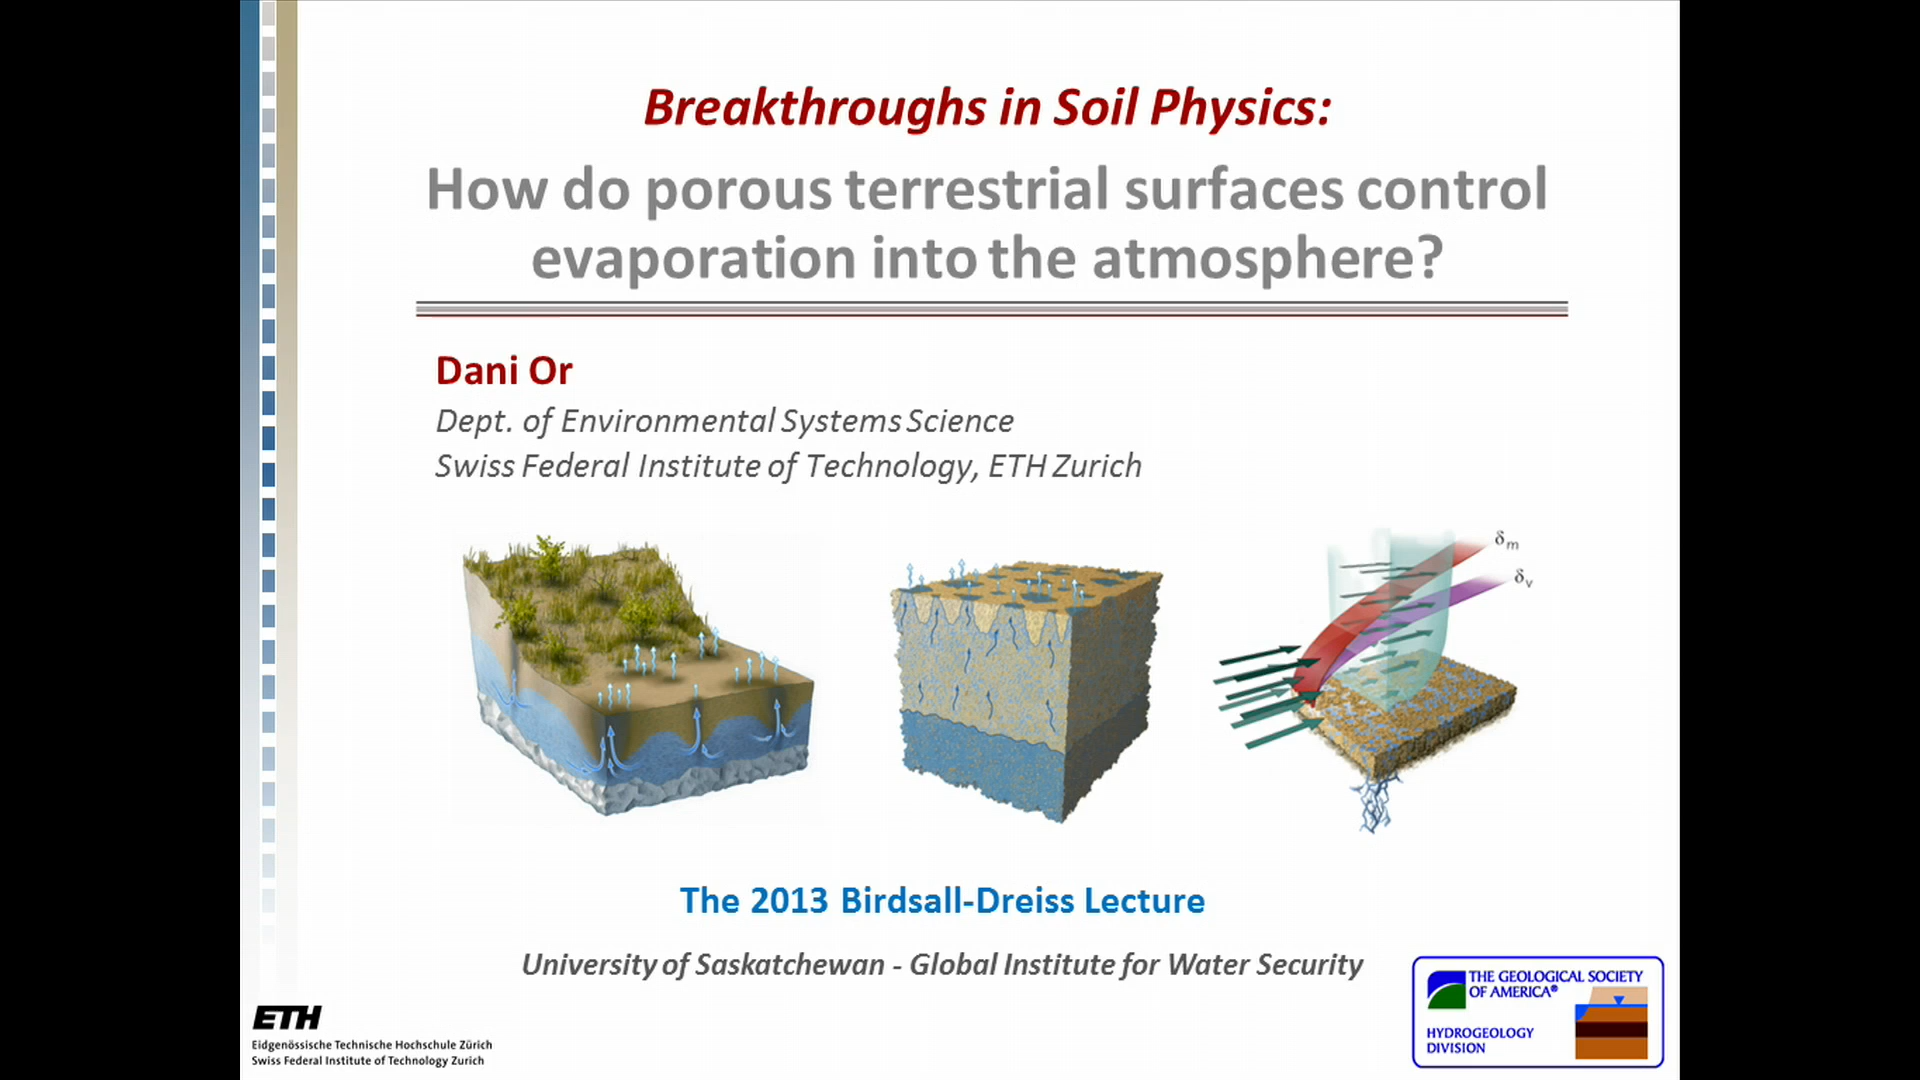 Breakthroughs in Soil Physics:
How do porous terrestrial surfaces control
evaporation into the atmosphere?
Dani Or
Dept. of Environmental Systems Science
Swiss Federal Institute of Technology, ETH Zurich
δm
δv
The 2013 Birdsall-Dreiss Lecture
University of Saskatchewan - Global Institute for Water Security
ETH
Eidgenössische Technische Hochschule Zürich
Swiss Federal Institute of Technology Zurich
THE GEOLOGICAL SOCIETY
OF AMERICA®
HYDROGEOLOGY
DIVISION